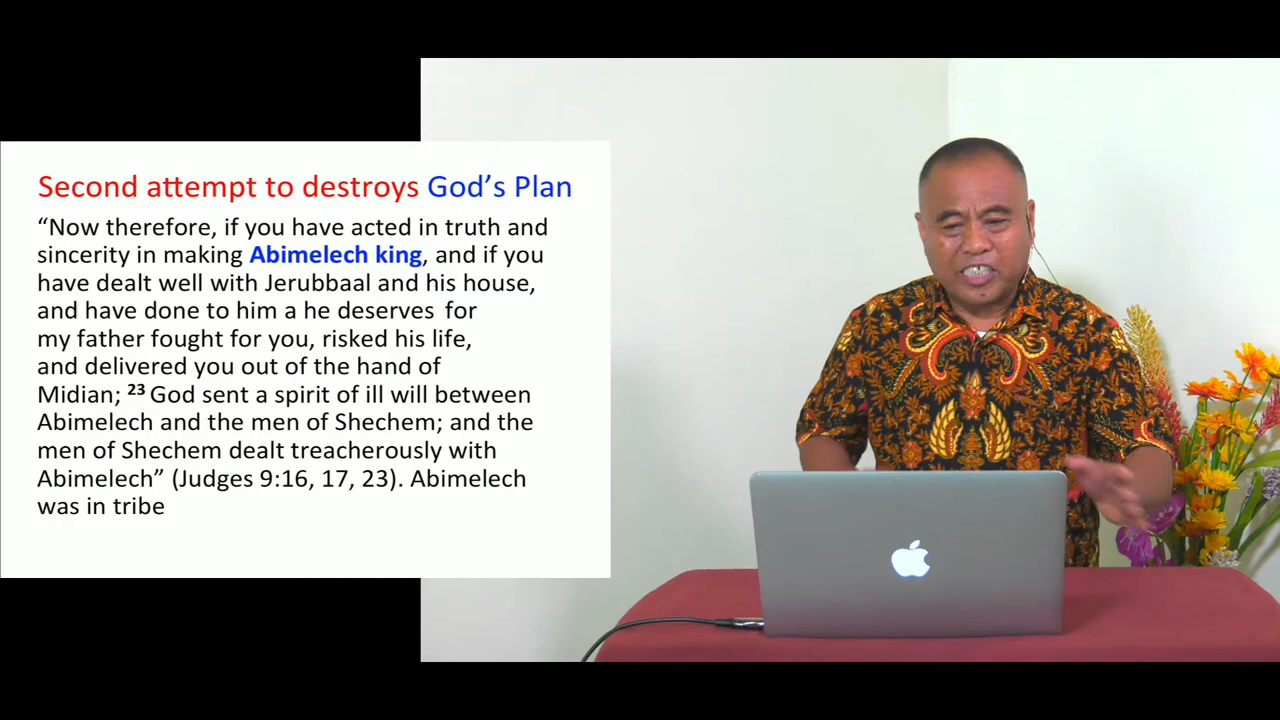 Second attempt to destroys God’s Plan
“Now therefore, if you have acted in truth and
sincerity in making Abimelech king, and if you
have dealt well with Jerubbaal and his house,
and have done to him a he deserves for
my father fought for you, risked his life,
and delivered you out of the hand of
Midian; 23 God sent a spirit of ill will between
Abimelech and the men of Shechem; and the
men of Shechem dealt treacherously with
Abimelech” (Judges 9:16, 17, 23). Abimelech
was in tribe